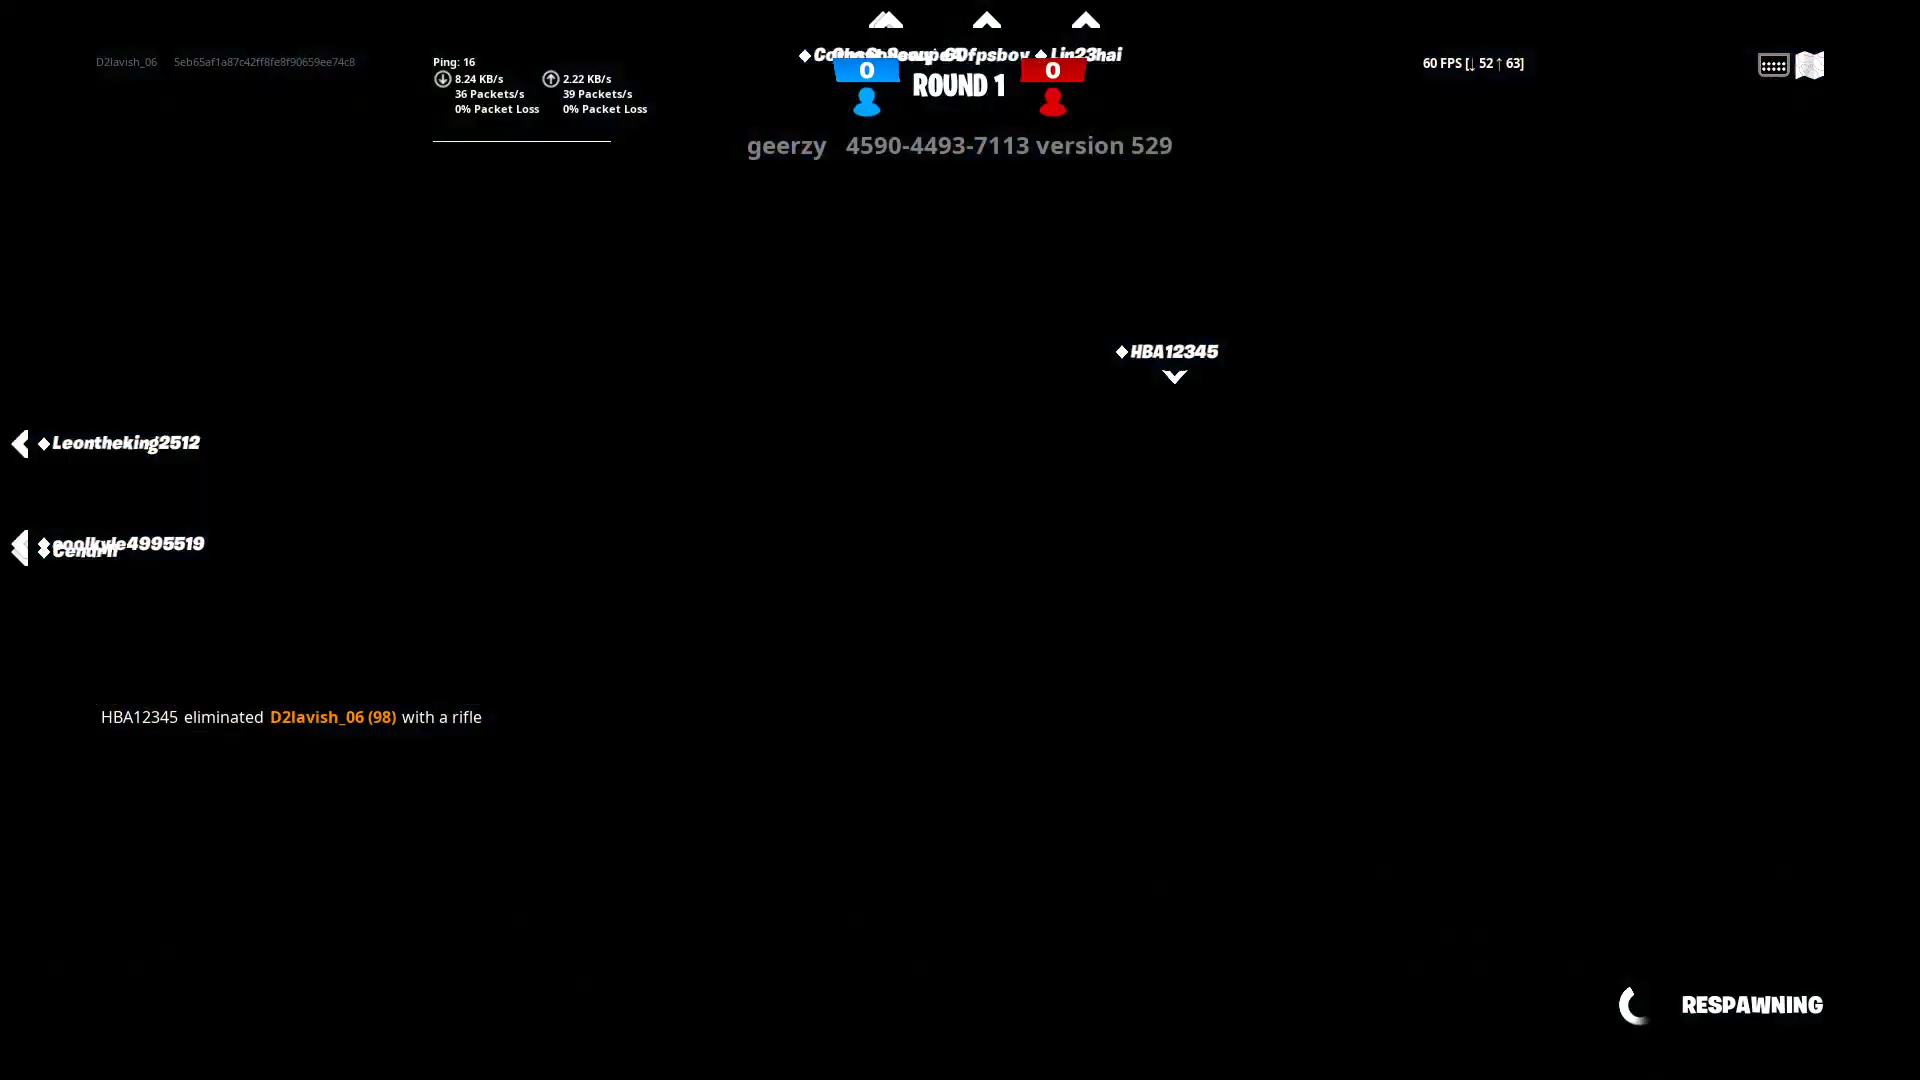 D2lavish_06 5eb65af1a87c42ff8fe8f90659ee74c8
Ping: 16
8.24 KB/s 2.22 KB/s
36 Packets/s 39 Packets/s
0% Packet Loss 0% Packet Loss
Lin23hai
0 ROUND 1 0
60 FPS [↓ 52 ↑ 63]
geerzy 4590-4493-7113 version 529
HBA12345
Leontheking2512
coolkyle4995519
HBA12345 eliminated D2lavish_06 (98) with a rifle
RESPAWNING